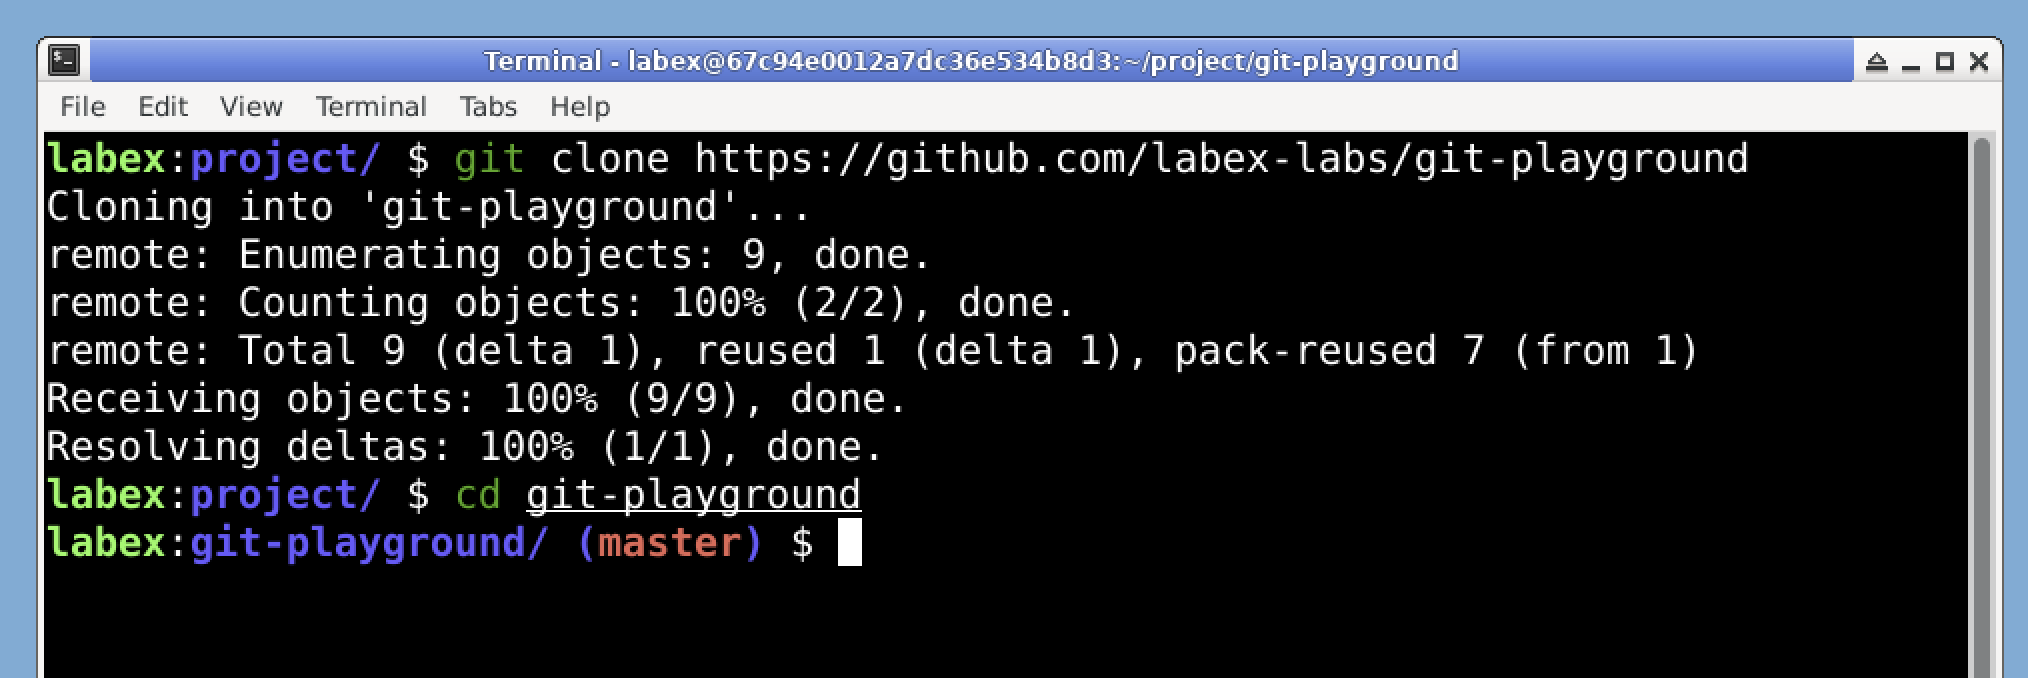 Terminal - labex@67c94e0012a7dc36e534b8d3:~/project/git-playground
File Edit View Terminal Tabs Help
labex:project/ $ git clone https://github.com/labex-labs/git-playground
Cloning into 'git-playground'...
remote: Enumerating objects: 9, done.
remote: Counting objects: 100% (2/2), done.
remote: Total 9 (delta 1), reused 1 (delta 1), pack-reused 7 (from 1)
Receiving objects: 100% (9/9), done.
Resolving deltas: 100% (1/1), done.
labex:project/ $ cd git-playground
labex:git-playground/ (master) $